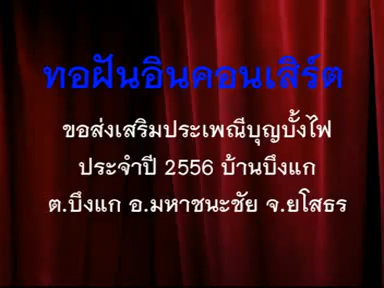 ทอฝันอินคอนเสิร์ต
ขอส่งเสริมประเพณีบุญบั้งไฟ
ประจำปี 2556 บ้านบึงแก
ต.บึงแก อ.มหาชนะชัย จ.ยโสธร